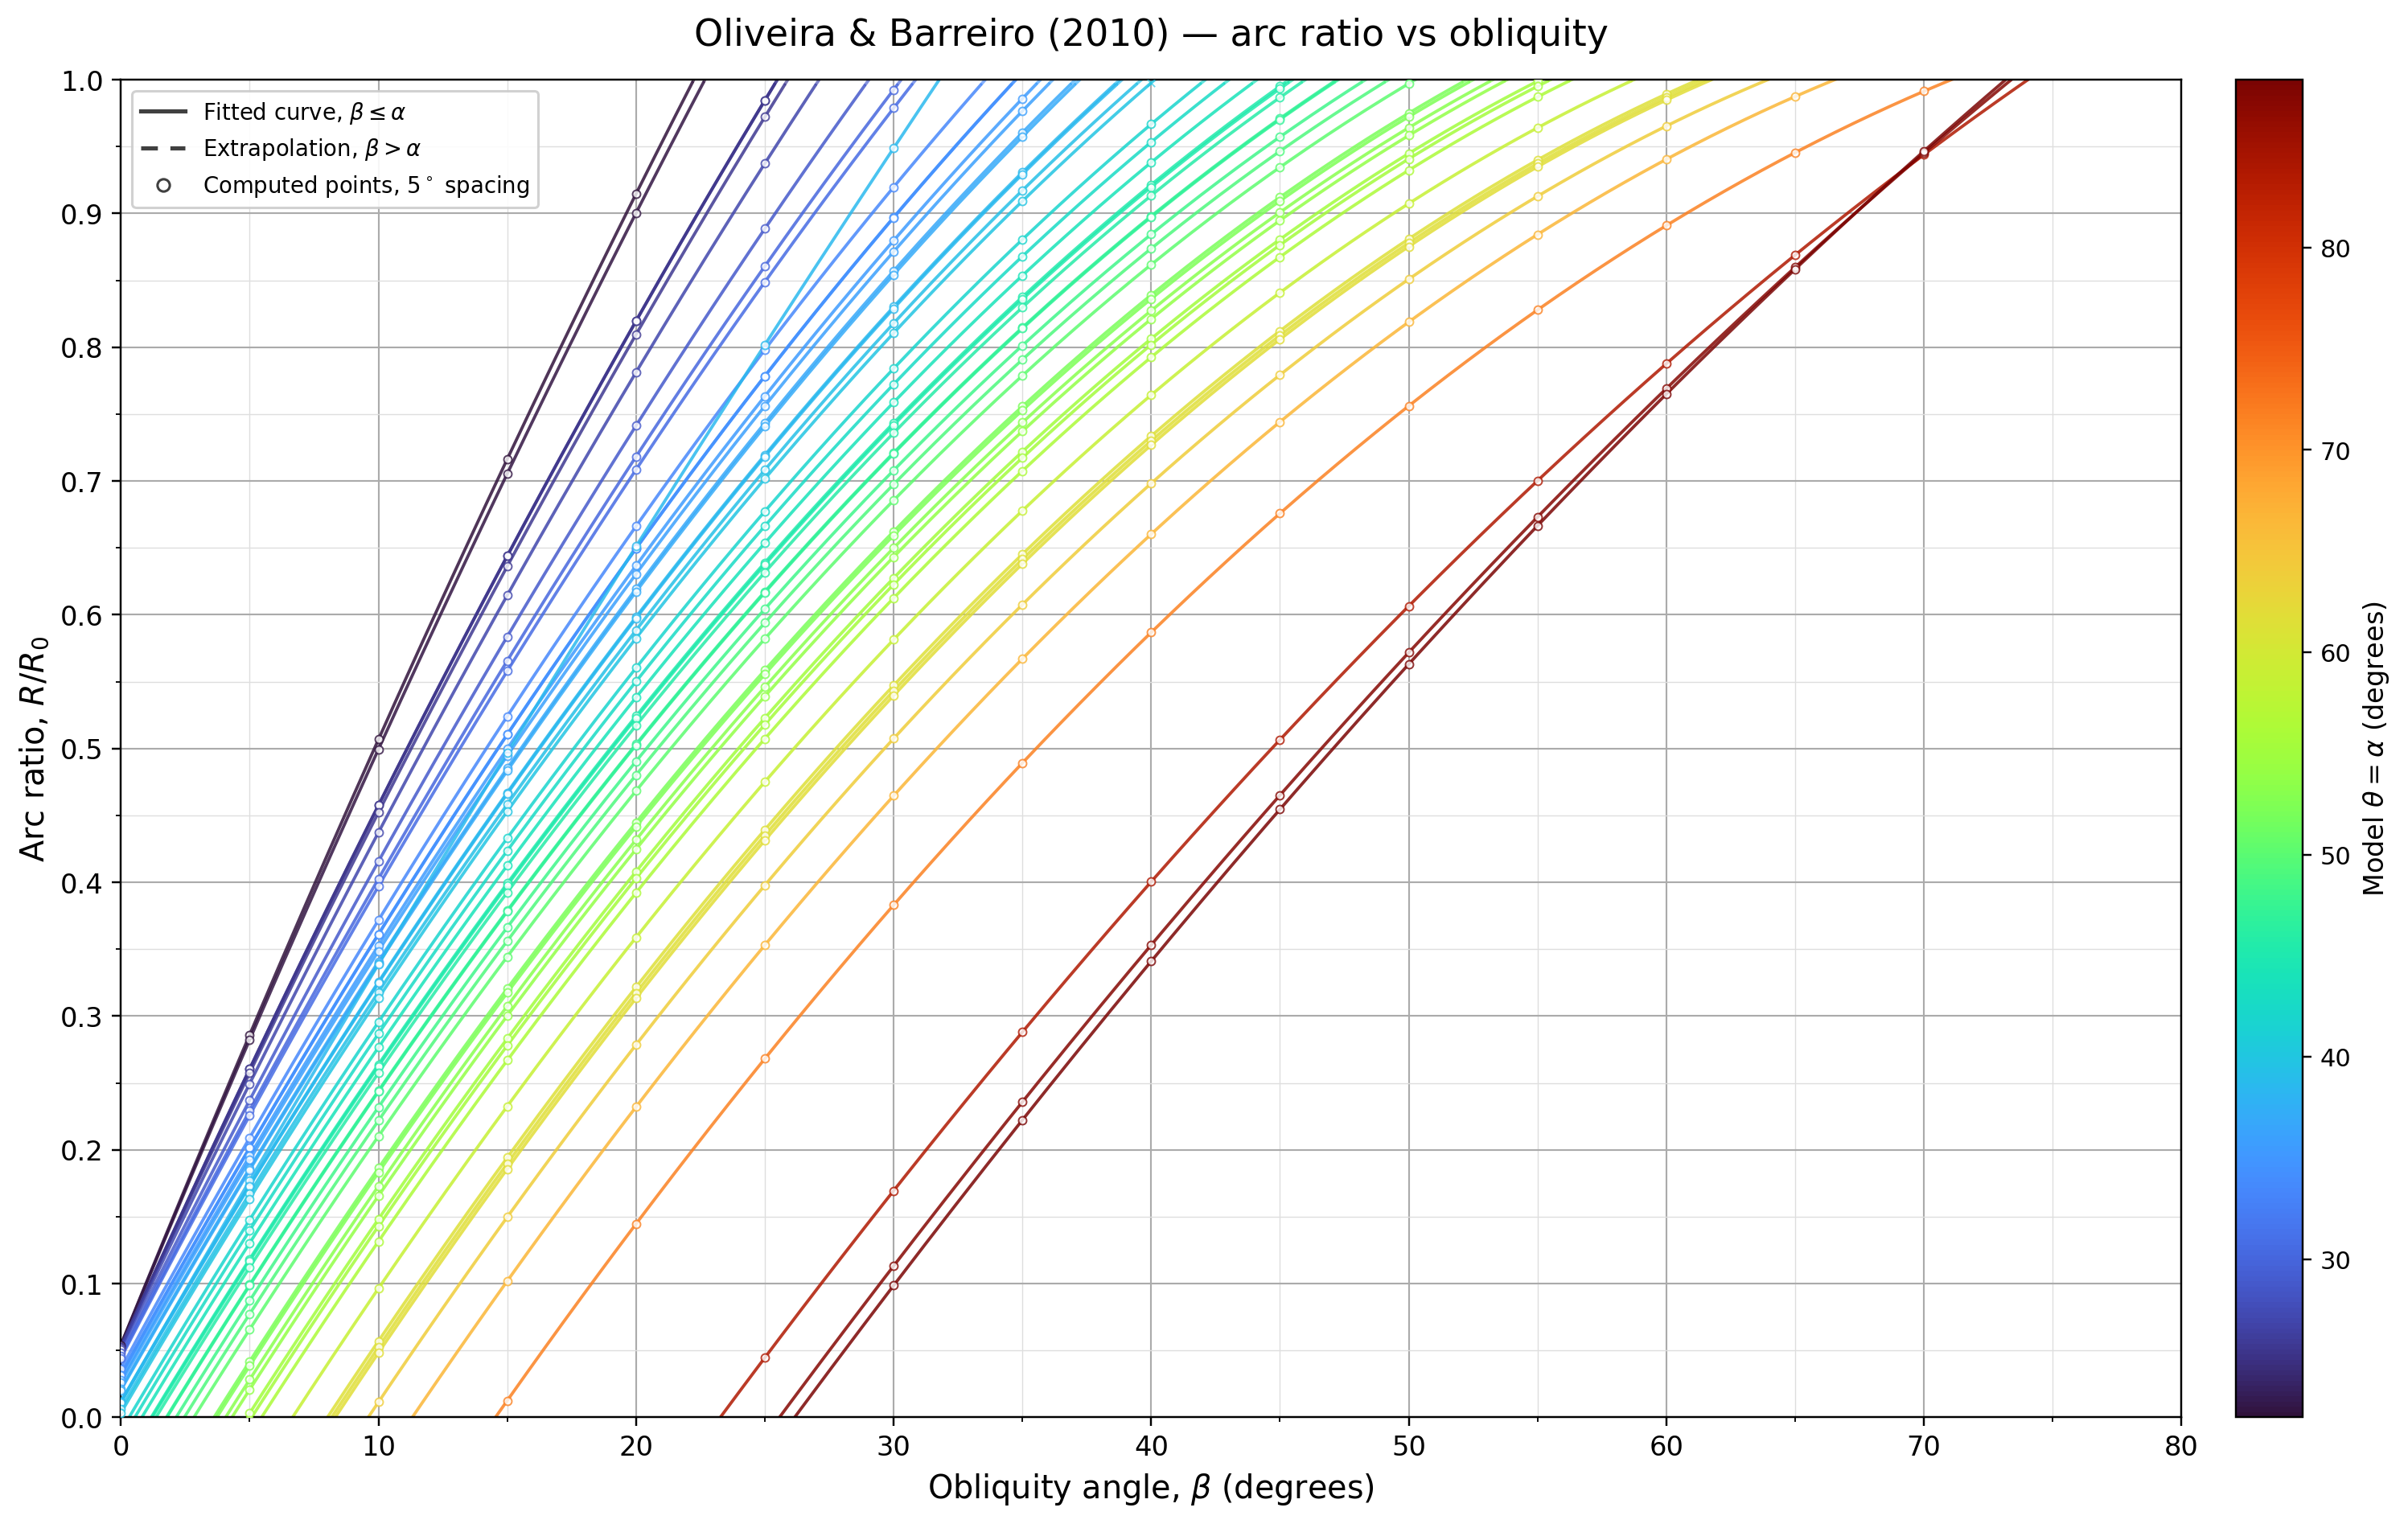 Oliveira & Barreiro (2010) — arc ratio vs obliquity
Fitted curve, β ≤ α
Extrapolation, β > α
Computed points, 5° spacing
Arc ratio, R/R₀
1.0
0.9
0.8
0.7
0.6
0.5
0.4
0.3
0.2
0.1
0.0
0 10 20 30 40 50 60 70 80
Obliquity angle, β (degrees)
80
70
60
50
40
30
Model θ = α (degrees)